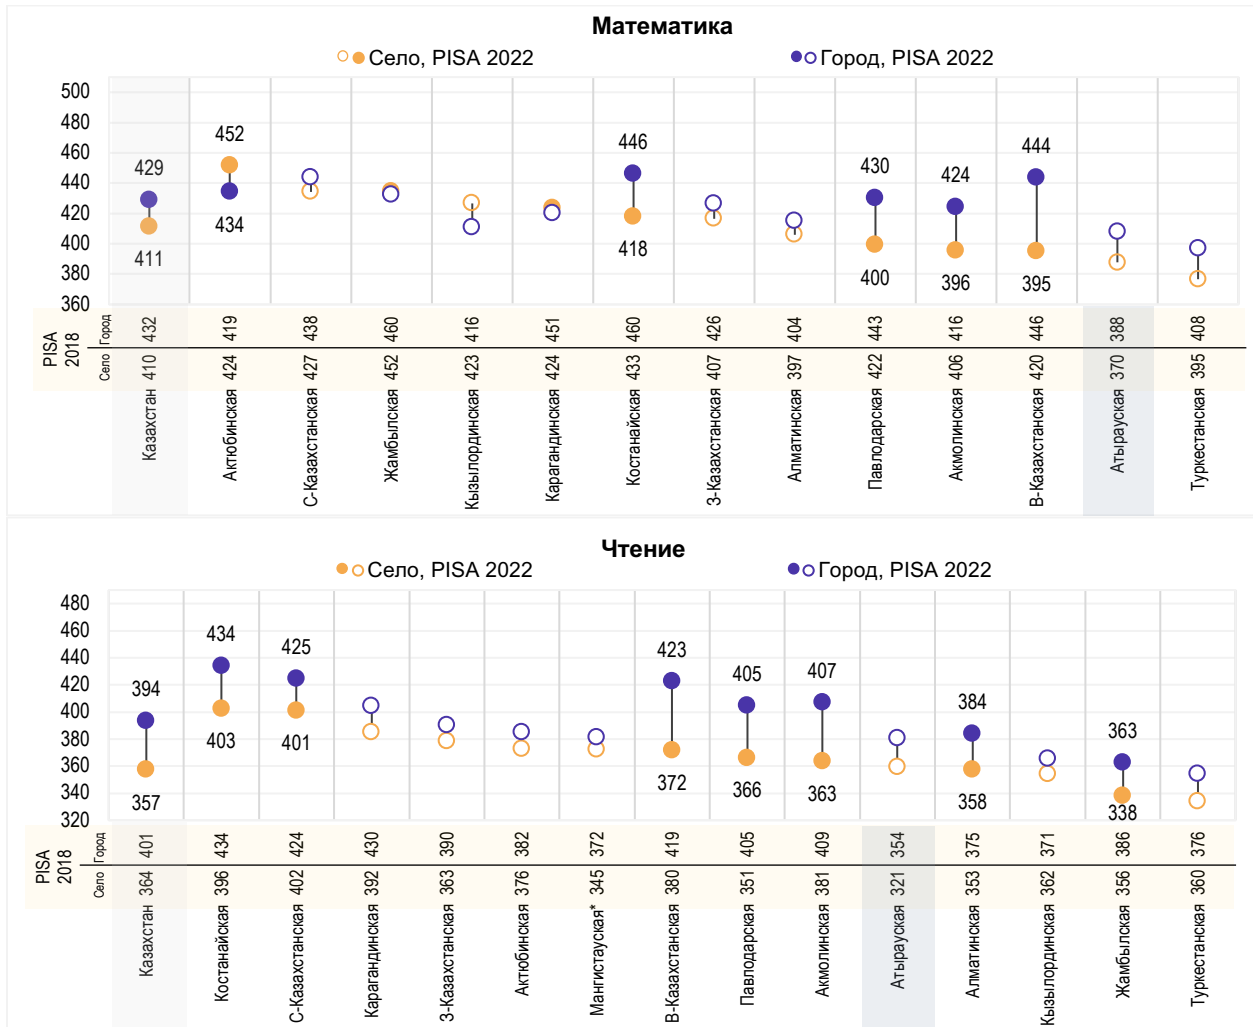 Математика
Село, PISA 2022 Город, PISA 2022
500
480
460
440
420
400
380
360
429 452 446 430 424 444
411 434 418 400 396 395
PISA 2018
Город 432 419 438 460 416 451 460 426 404 443 416 446 388 408
Село 410 424 427 452 423 424 433 407 397 422 406 420 370 395
Казахстан
Актюбинская
С-Казахстанская
Жамбылская
Кызылординская
Карагандинская
Костанайская
З-Казахстанская
Алматинская
Павлодарская
Акмолинская
В-Казахстанская
Атырауская
Туркестанская
Чтение
Село, PISA 2022 Город, PISA 2022
480
460
440
420
400
380
360
340
320
394 434 425 423 405 407 384 363
357 403 401 372 366 363 358 338
PISA 2018
Город 401 434 424 430 390 382 372 419 405 409 354 375 371 386 376
Село 364 396 402 392 363 376 345 380 351 381 321 353 362 356 360
Казахстан
Костанайская
С-Казахстанская
Карагандинская
З-Казахстанская
Актюбинская
Мангистауская*
В-Казахстанская
Павлодарская
Акмолинская
Атырауская
Алматинская
Кызылординская
Жамбылская
Туркестанская